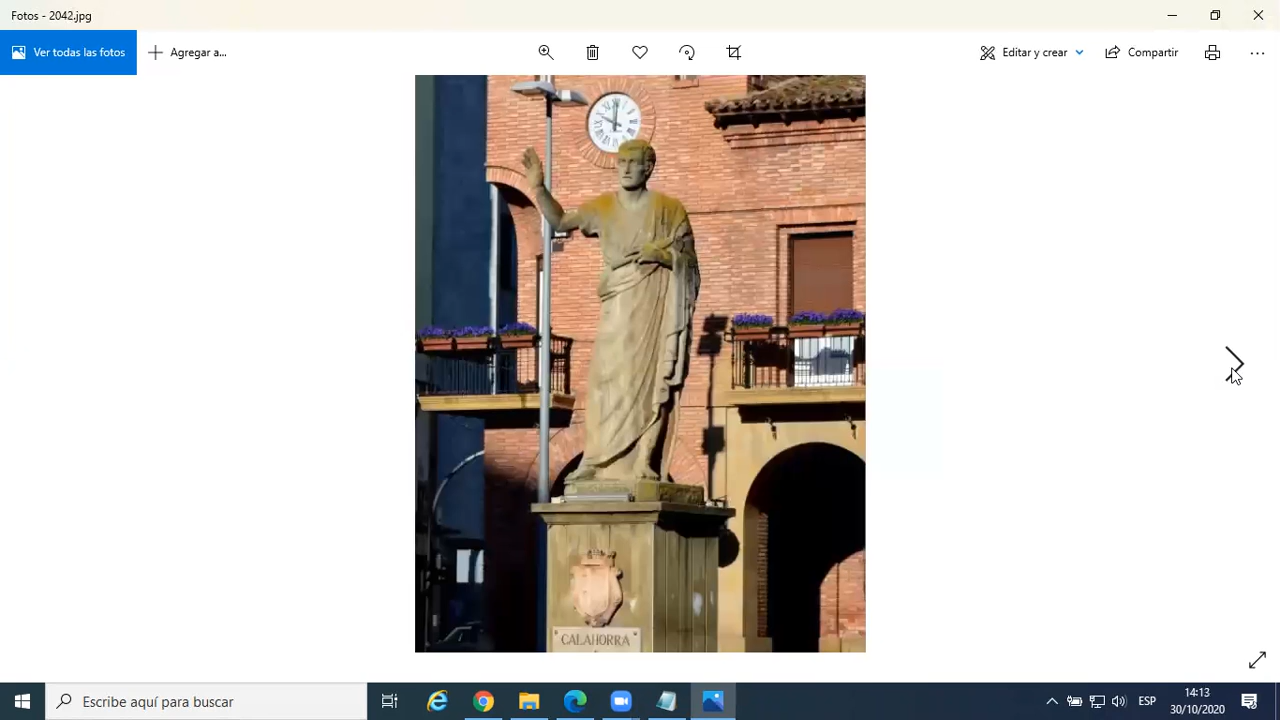 Fotos - 2042.jpg
Ver todas las fotos
Agregar a...
Editar y crear
Compartir
CALAHORRA
Escribe aquí para buscar
ESP
14:13
30/10/2020